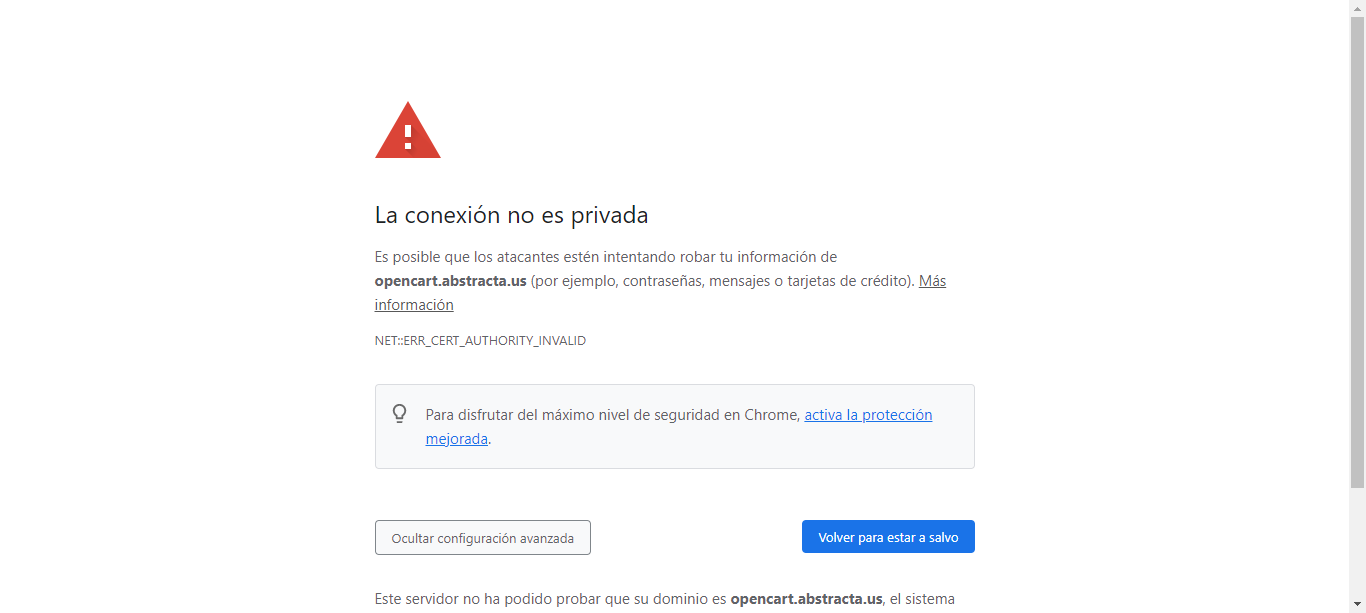 La conexión no es privada
Es posible que los atacantes estén intentando robar tu información de
opencart.abstracta.us (por ejemplo, contraseñas, mensajes o tarjetas de crédito). Más
información
NET::ERR_CERT_AUTHORITY_INVALID
Para disfrutar del máximo nivel de seguridad en Chrome, activa la protección
mejorada.
Ocultar configuración avanzada
Volver para estar a salvo
Este servidor no ha podido probar que su dominio es opencart.abstracta.us, el sistema